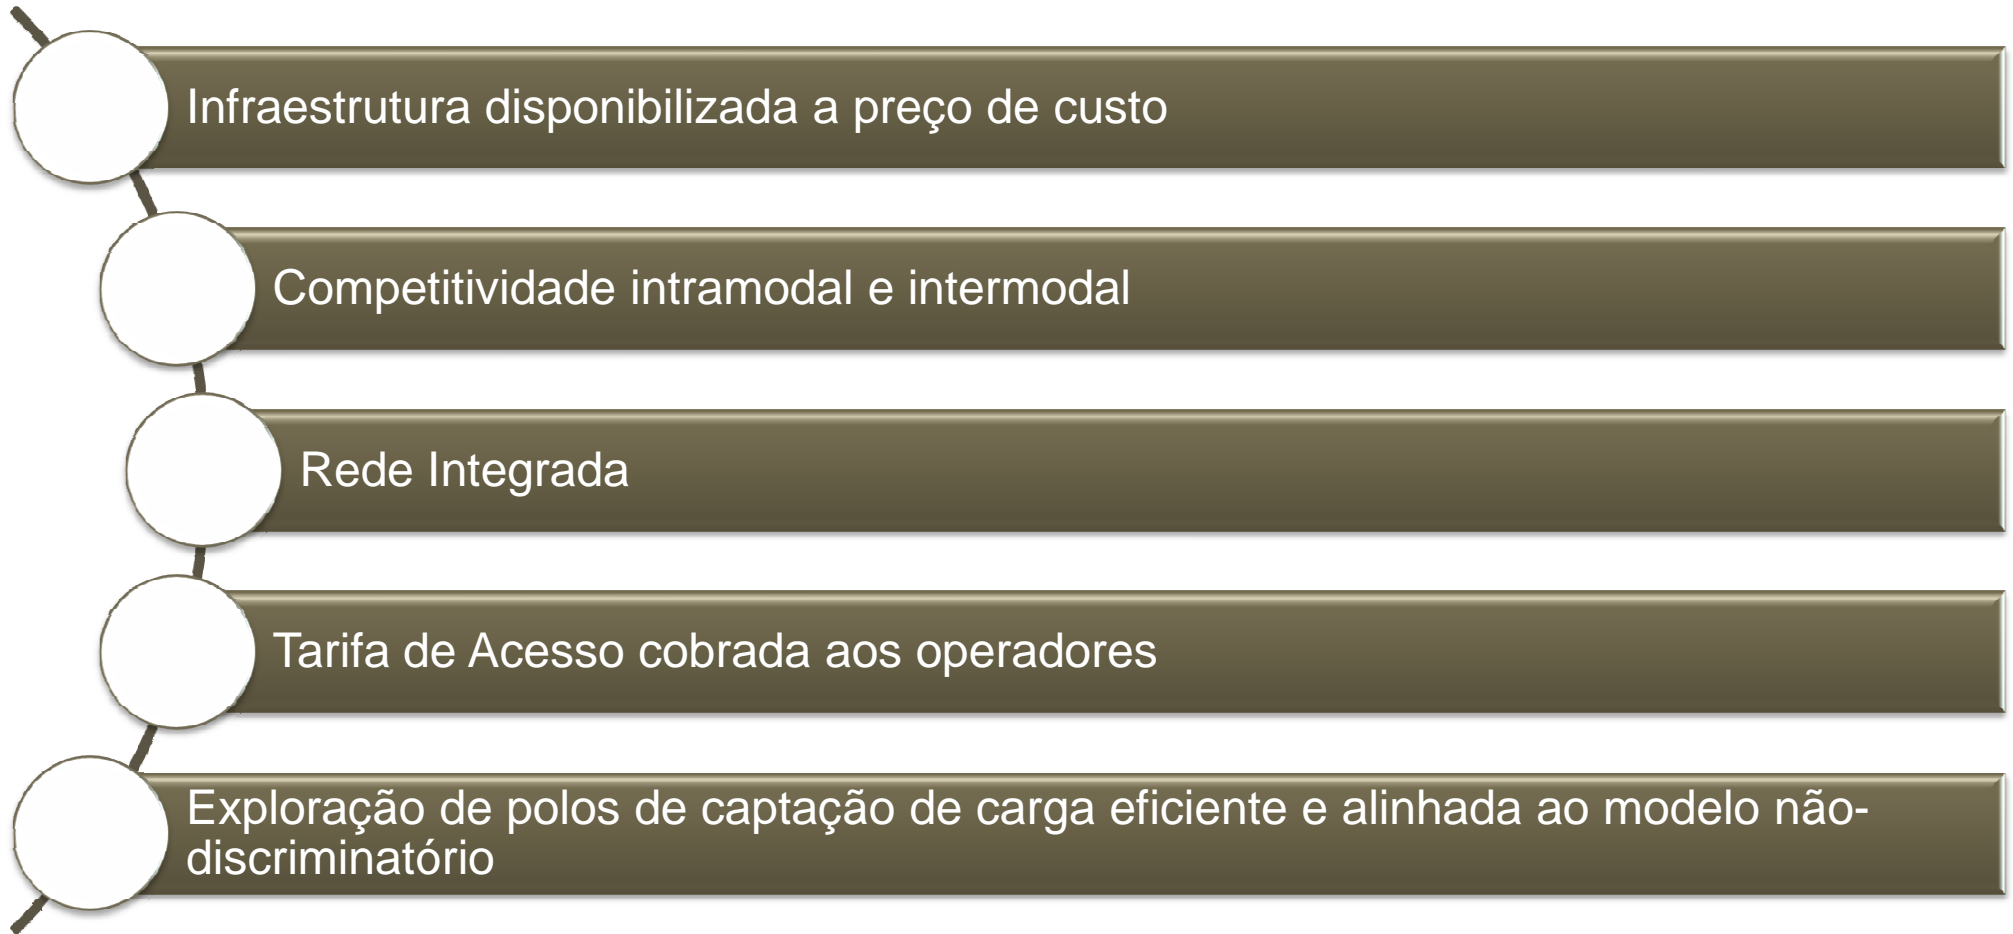 Infraestrutura disponibilizada a preço de custo
Competitividade intramodal e intermodal
Rede Integrada
Tarifa de Acesso cobrada aos operadores
Exploração de polos de captação de carga eficiente e alinhada ao modelo não-
discriminatório